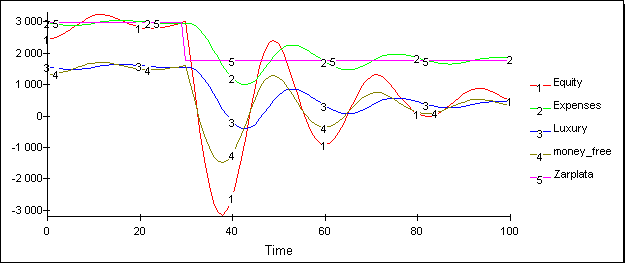 3 000
2 000
1 000
0
-1 000
-2 000
-3 000
0 20 40 60 80 100
Time
1 Equity
2 Expenses
3 Luxury
4 money_free
5 Zarplata